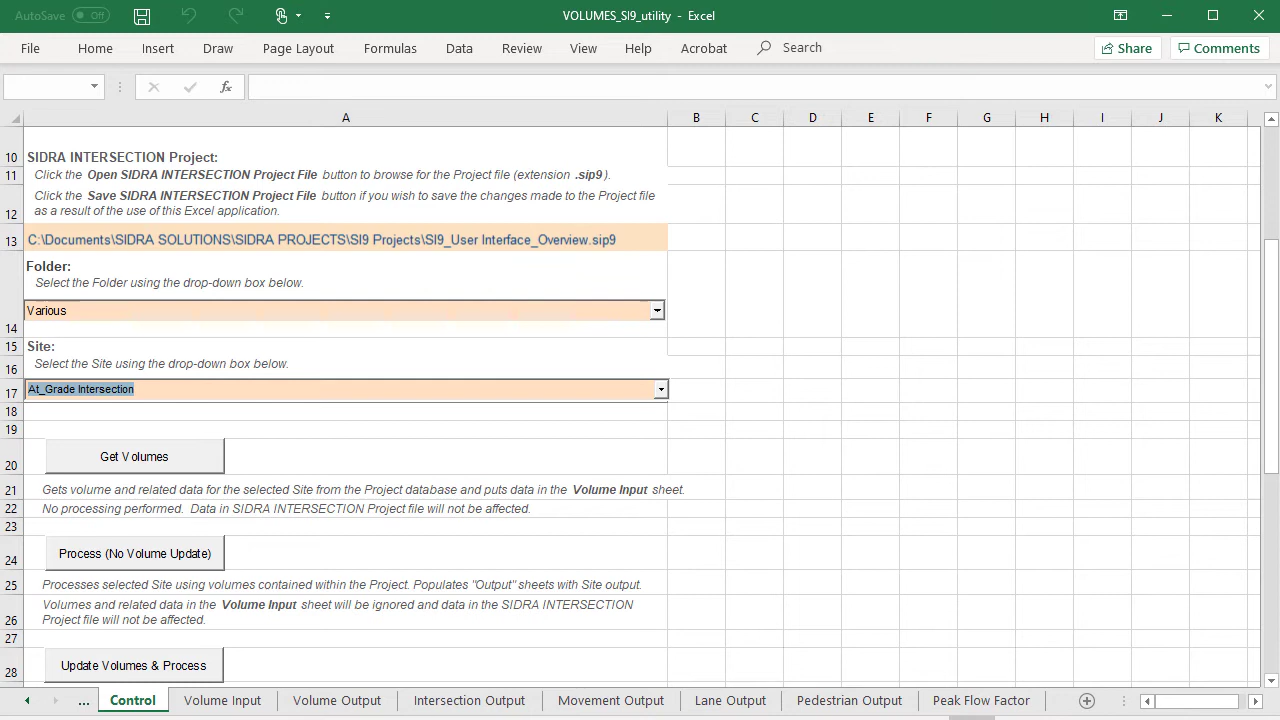 AutoSave Off VOLUMES_SI9_utility - Excel
File Home Insert Draw Page Layout Formulas Data Review View Help Acrobat Search Share Comments
fx
A B C D E F G H I J K
10 SIDRA INTERSECTION Project:
11 Click the Open SIDRA INTERSECTION Project File button to browse for the Project file (extension .sip9).
Click the Save SIDRA INTERSECTION Project File button if you wish to save the changes made to the Project file
12 as a result of the use of this Excel application.
13 C:\Documents\SIDRA SOLUTIONS\SIDRA PROJECTS\SI9 Projects\SI9_User Interface_Overview.sip9
Folder:
Select the Folder using the drop-down box below.
Various
14
15 Site:
16 Select the Site using the drop-down box below.
17 At_Grade Intersection
18
19
20 Get Volumes
21 Gets volume and related data for the selected Site from the Project database and puts data in the Volume Input sheet.
22 No processing performed. Data in SIDRA INTERSECTION Project file will not be affected.
23
24 Process (No Volume Update)
25 Processes selected Site using volumes contained within the Project. Populates "Output" sheets with Site output.
Volumes and related data in the Volume Input sheet will be ignored and data in the SIDRA INTERSECTION
26 Project file will not be affected.
27
28 Update Volumes & Process
... Control Volume Input Volume Output Intersection Output Movement Output Lane Output Pedestrian Output Peak Flow Factor